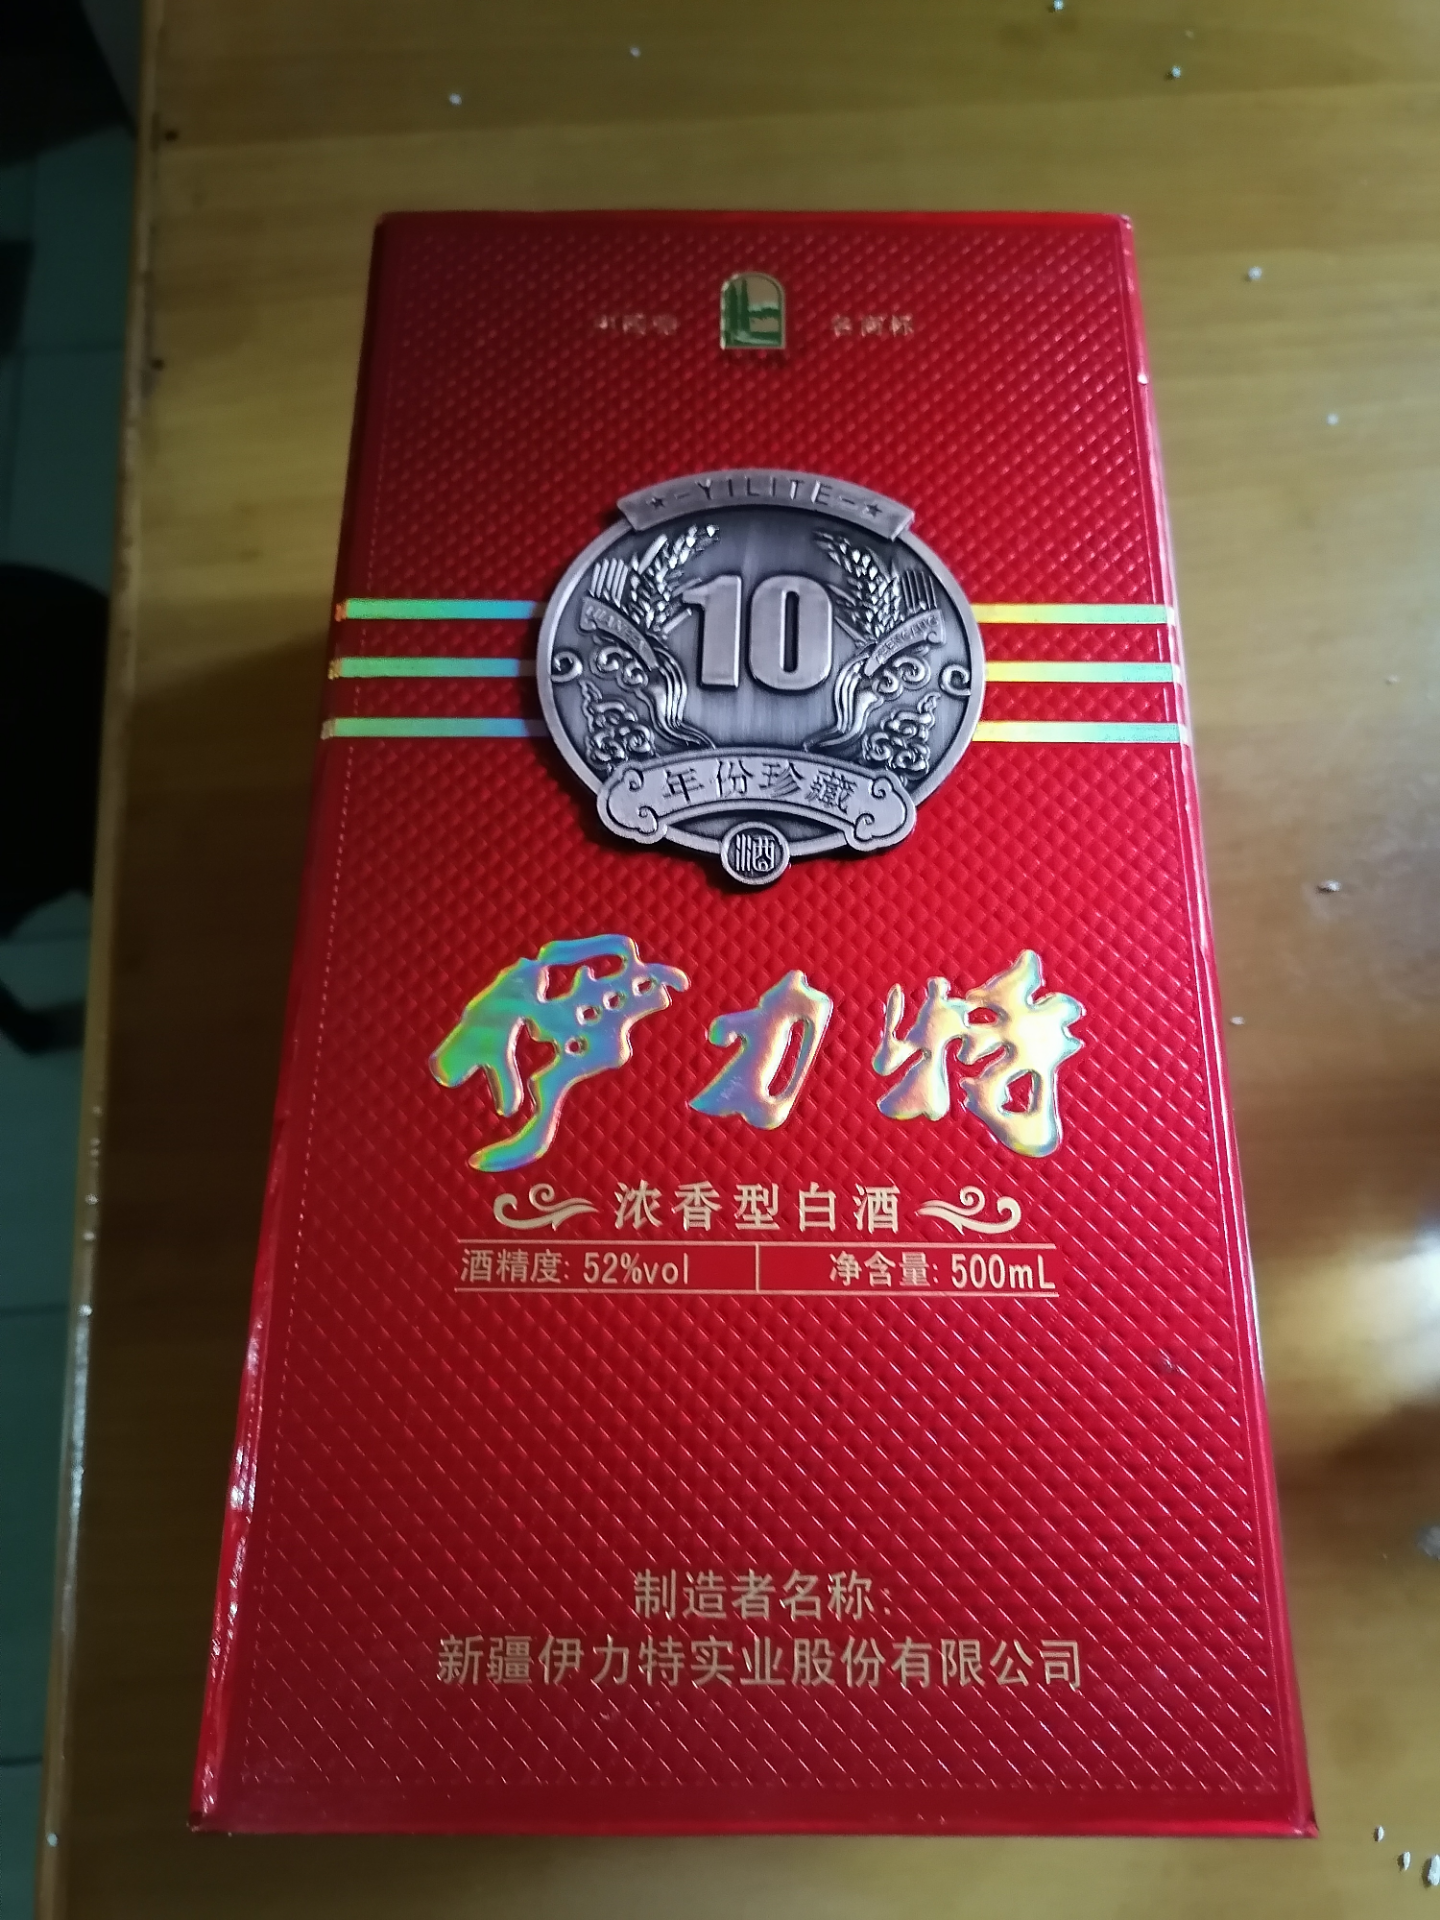 YILITE
10
年份珍藏
酒
伊力特
浓香型白酒
酒精度: 52%vol 净含量: 500mL
制造者名称:
新疆伊力特实业股份有限公司